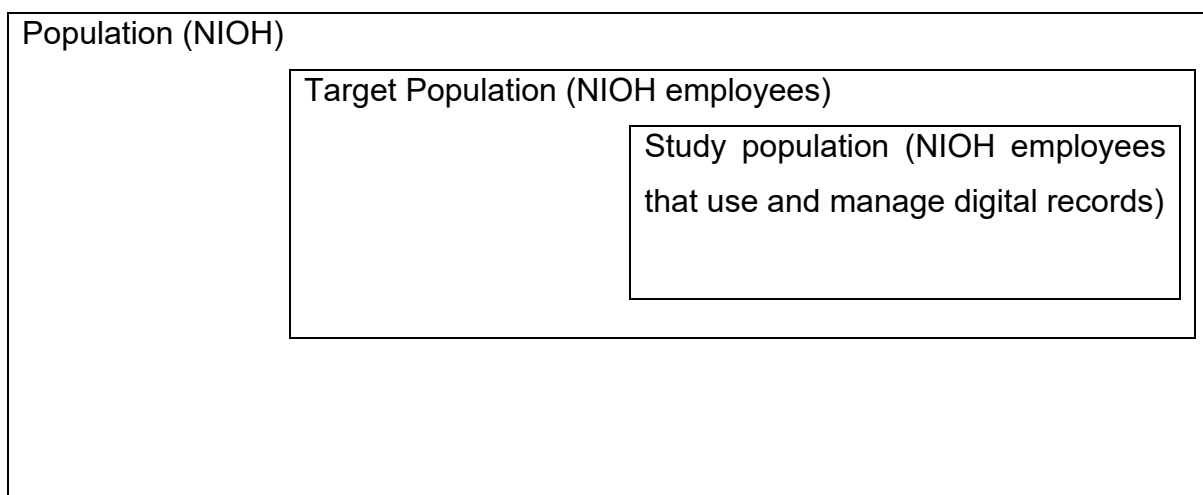 Population (NIOH)
Target Population (NIOH employees)
Study population (NIOH employees
that use and manage digital records)